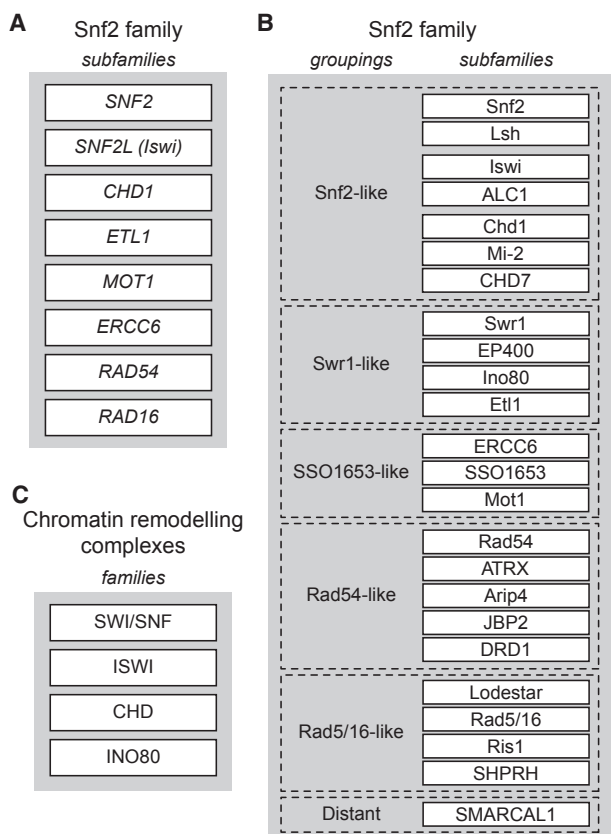 A
Snf2 family
subfamilies
SNF2
SNF2L (Iswi)
CHD1
ETL1
MOT1
ERCC6
RAD54
RAD16
B
Snf2 family
groupings subfamilies
Snf2-like
Snf2
Lsh
Iswi
ALC1
Chd1
Mi-2
CHD7
Swr1-like
Swr1
EP400
Ino80
Etl1
SSO1653-like
ERCC6
SSO1653
Mot1
Rad54-like
Rad54
ATRX
Arip4
JBP2
DRD1
Rad5/16-like
Lodestar
Rad5/16
Ris1
SHPRH
Distant
SMARCAL1
C
Chromatin remodelling
complexes
families
SWI/SNF
ISWI
CHD
INO80